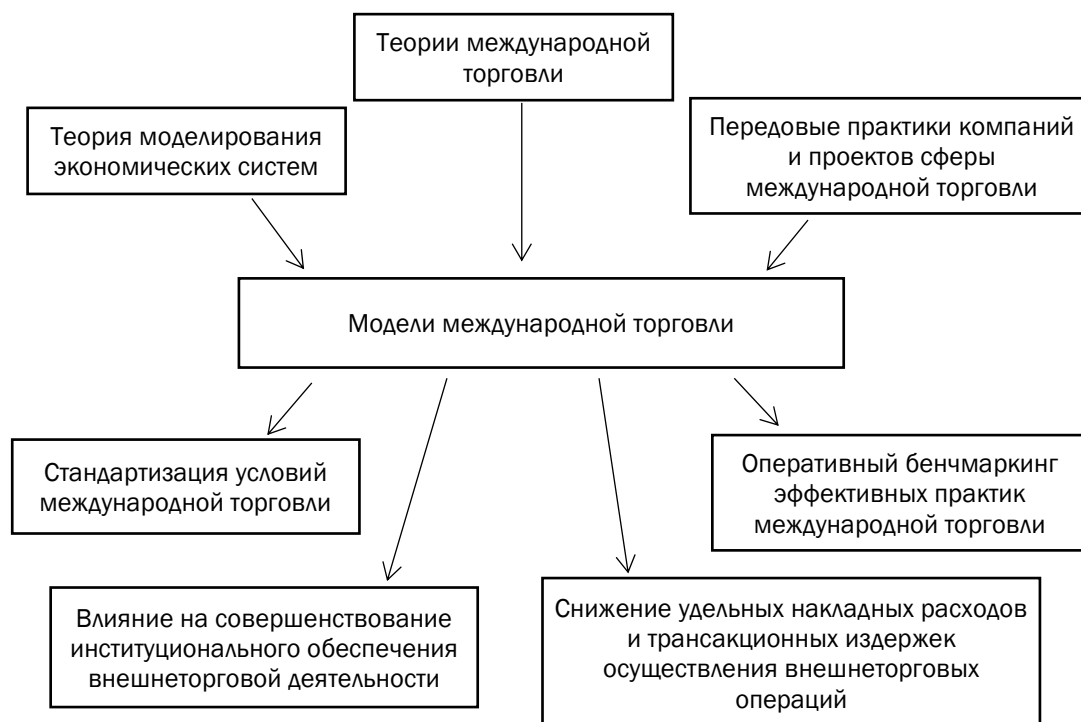 Теории международной
торговли
Теория моделирования
экономических систем
Передовые практики компаний
и проектов сферы
международной торговли
Модели международной торговли
Стандартизация условий
международной торговли
Оперативный бенчмаркинг
эффективных практик
международной торговли
Влияние на совершенствование
институционального обеспечения
внешнеторговой деятельности
Снижение удельных накладных расходов
и трансакционных издержек
осуществления внешнеторговых
операций